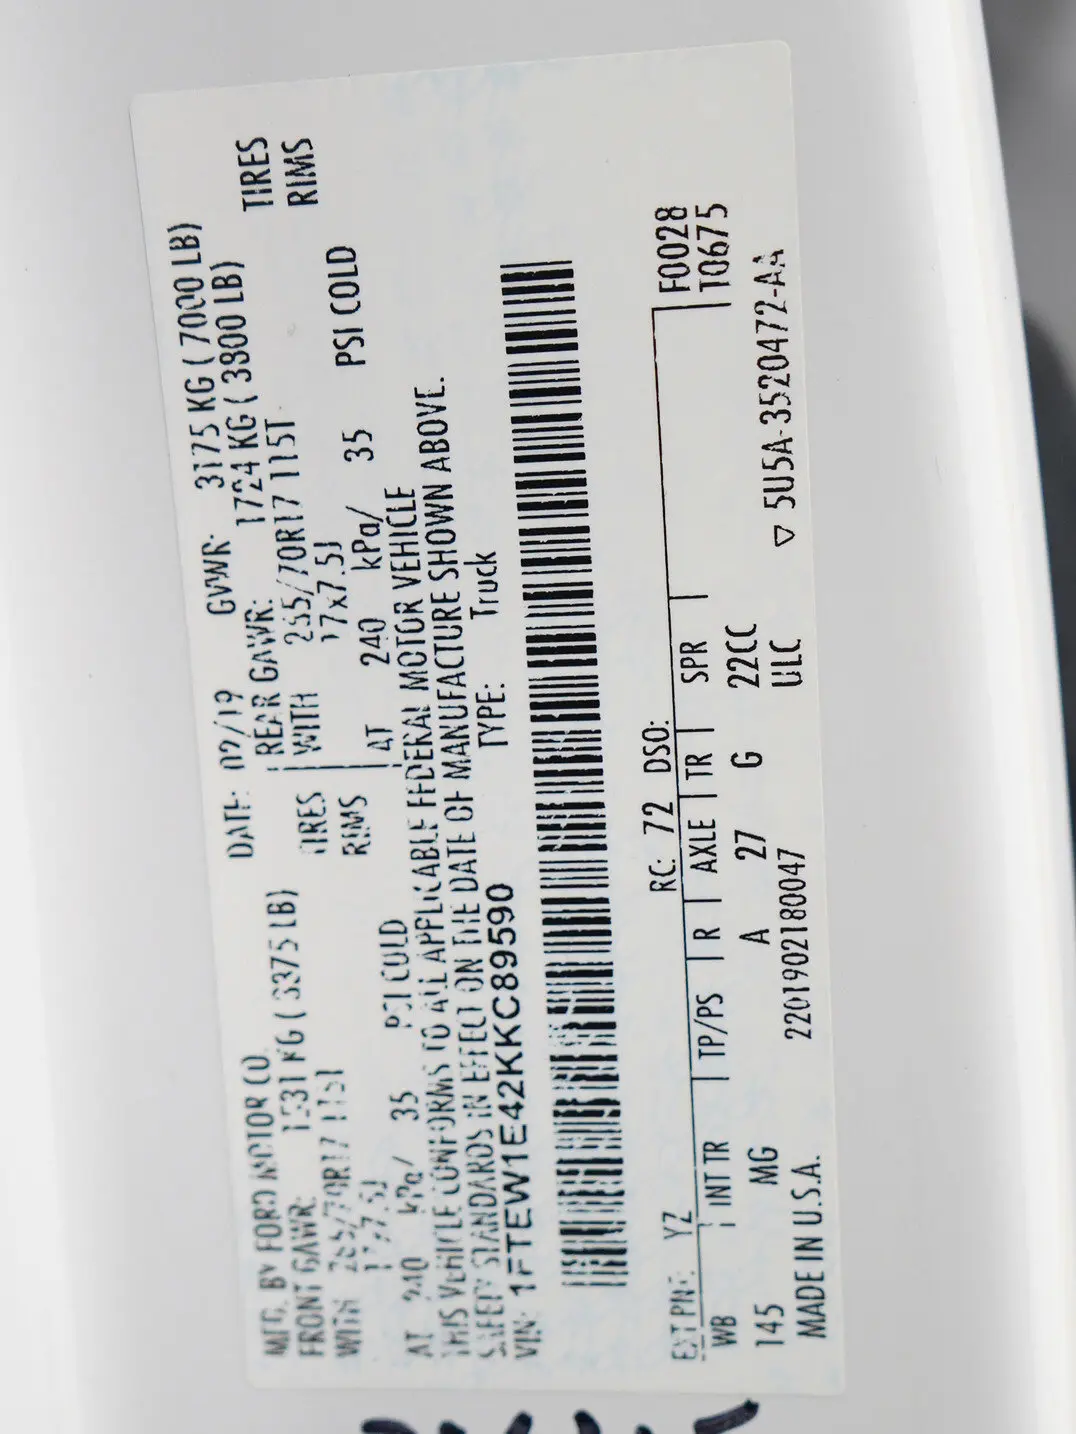 MFG. BY FORD MOTOR CO. DATE: 02/19 GVWR: 3175 KG ( 7000 LB)
FRONT GAWR: 1531 KG ( 3375 LB) REAR GAWR: 1724 KG ( 3800 LB)
WITH 265/70R17 115T TIRES WITH 265/70R17 115T TIRES
17x7.5J RIMS 17x7.5J RIMS
AT 240 kPa/ 35 PSI COLD AT 240 kPa/ 35 PSI COLD
THIS VEHICLE CONFORMS TO ALL APPLICABLE FEDERAL MOTOR VEHICLE
SAFETY STANDARDS IN EFFECT ON THE DATE OF MANUFACTURE SHOWN ABOVE.
VIN: 1FTEW1E42KKC89590 TYPE: Truck
EXT PNT: YZ RC: 72 DSO: F0028
WB INT TR TP/PS R AXLE TR SPR T0675
145 MG A 27 G 22CC
MADE IN U.S.A. 2201902180047 ULC ▽ 5U5A-3520472-AA